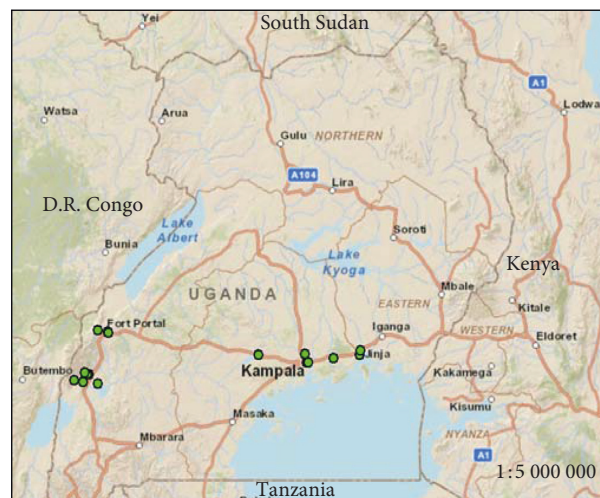 Yei
South Sudan
A1
Watsa
Arua
Lodwa
Gulu
NORTHERN
A104
Lira
D.R. Congo
Lake
Albert
Bunia
Soroti
Lake
Kyoga
Kenya
UGANDA
Mbale
EASTERN
Kitale
Fort Portal
Iganga
WESTERN
Eldoret
Jinja
Butembo
Kampala
Kakamega
Kisumu
Masaka
Mbarara
NYANZA
A1
1:5 000 000
Tanzania